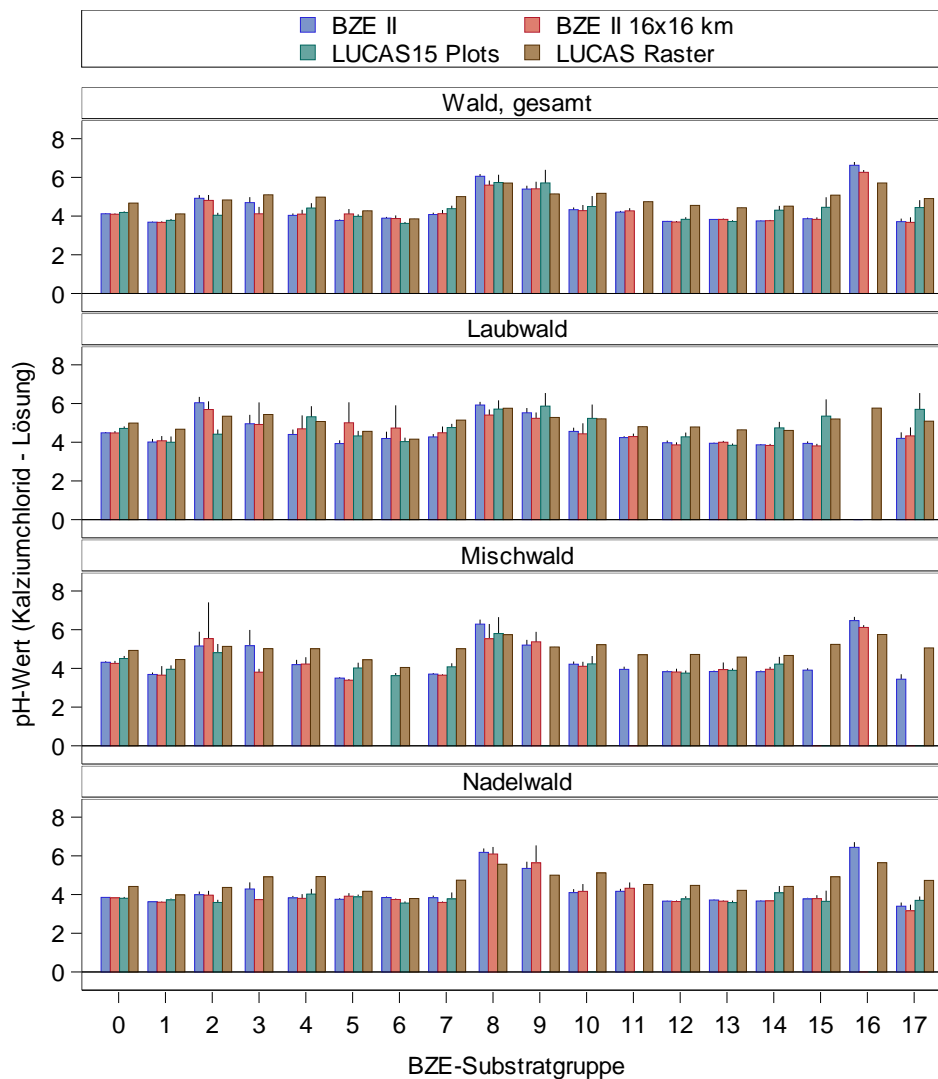 BZE II BZE II 16x16 km
LUCAS15 Plots LUCAS Raster
Wald, gesamt
8
6
4
2
0
Laubwald
8
6
4
2
0
Mischwald
8
6
4
2
0
Nadelwald
8
6
4
2
0
pH-Wert (Kalziumchlorid - Lösung)
0 1 2 3 4 5 6 7 8 9 10 11 12 13 14 15 16 17
BZE-Substratgruppe